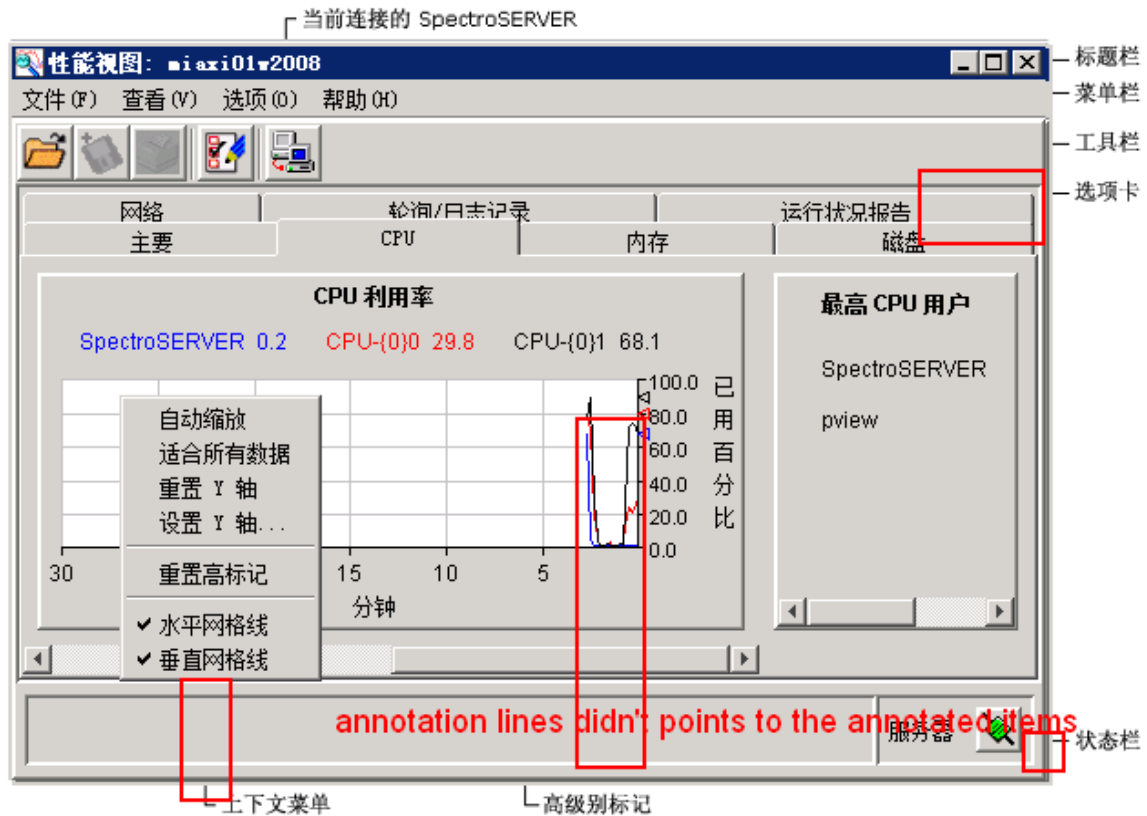 当前连接的 SpectroSERVER
性能视图: miaxi01w2008
标题栏
文件(F) 查看(V) 选项(O) 帮助(H)
菜单栏
工具栏
选项卡
网络 轮询/日志记录 运行状况报告
主要 CPU 内存 磁盘
CPU 利用率
SpectroSERVER 0.2 CPU-{0}0 29.8 CPU-{0}1 68.1
最高 CPU 用户
SpectroSERVER
pview
100.0
80.0
60.0
40.0
20.0
0.0
已用百分比
自动缩放
适合所有数据
重置 Y 轴
设置 Y 轴...
重置高标记
水平网格线
垂直网格线
30 15 10 5
分钟
annotation lines didn't points to the annotated items
服务器
状态栏
上下文菜单
高级别标记